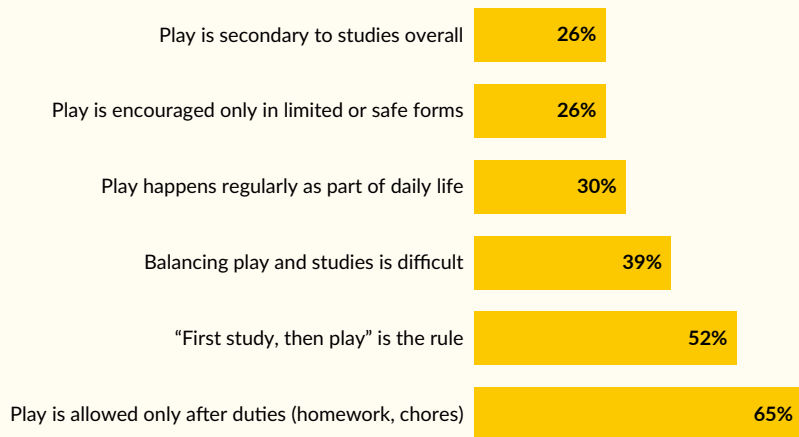 Play is secondary to studies overall 26%
Play is encouraged only in limited or safe forms 26%
Play happens regularly as part of daily life 30%
Balancing play and studies is difficult 39%
“First study, then play” is the rule 52%
Play is allowed only after duties (homework, chores) 65%